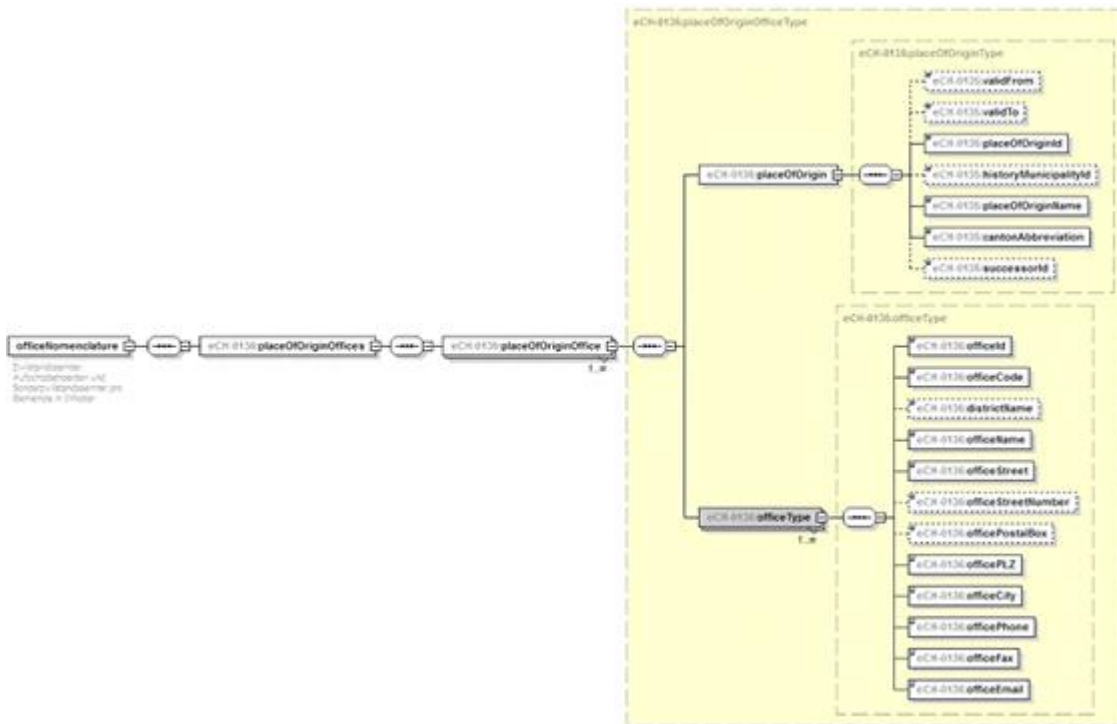 eCH-0136:placeOfOriginOfficeType
eCH-0136:placeOfOriginType
eCH-0136:validFrom
eCH-0136:validTo
eCH-0136:placeOfOriginId
eCH-0136:placeOfOrigin
eCH-0136:historyMunicipalityId
eCH-0136:placeOfOriginName
eCH-0136:cantonAbbreviation
eCH-0136:successorId
eCH-0136:officeType
officeNomenclature
eCH-0136:placeOfOriginOffices
eCH-0136:placeOfOriginOffice
1..∞
eCH-0136:officeId
eCH-0136:officeCode
eCH-0136:districtName
eCH-0136:officeName
eCH-0136:officeStreet
eCH-0136:officeStreetNumber
eCH-0136:officeType
1..∞
eCH-0136:officePostalBox
eCH-0136:officePLZ
eCH-0136:officeCity
eCH-0136:officePhone
eCH-0136:officeFax
eCH-0136:officeEmail